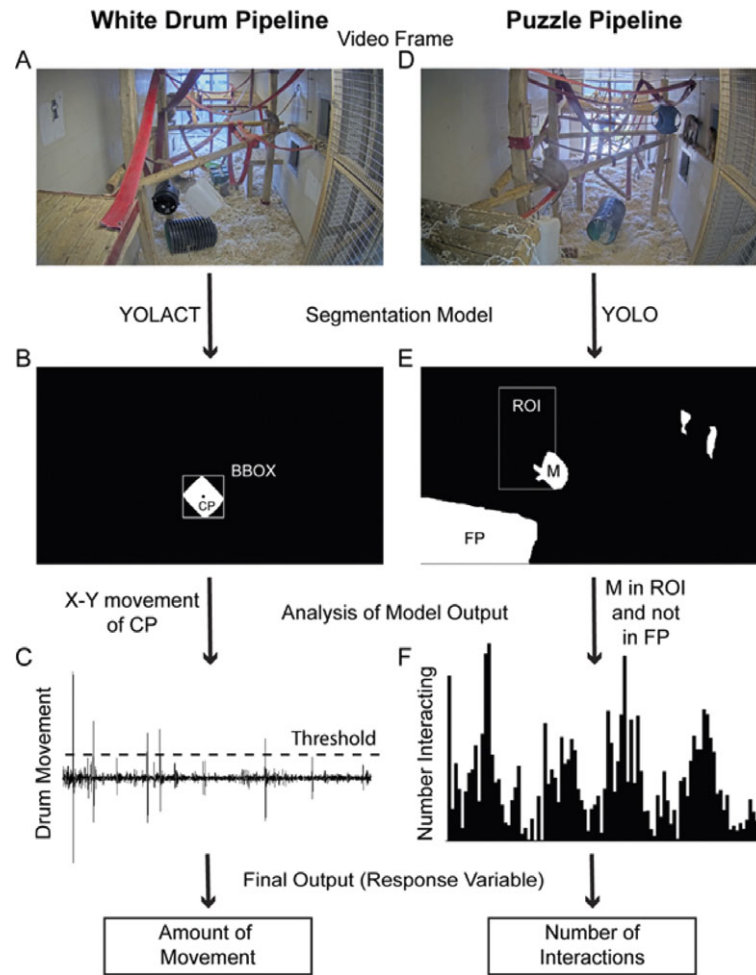 White Drum Pipeline
Puzzle Pipeline
Video Frame
A
D
YOLACT
Segmentation Model
YOLO
B
E
BBOX
CP
ROI
M
FP
X-Y movement
of CP
Analysis of Model Output
M in ROI
and not
in FP
C
F
Drum Movement
Threshold
Number Interacting
Final Output (Response Variable)
Amount of
Movement
Number of
Interactions